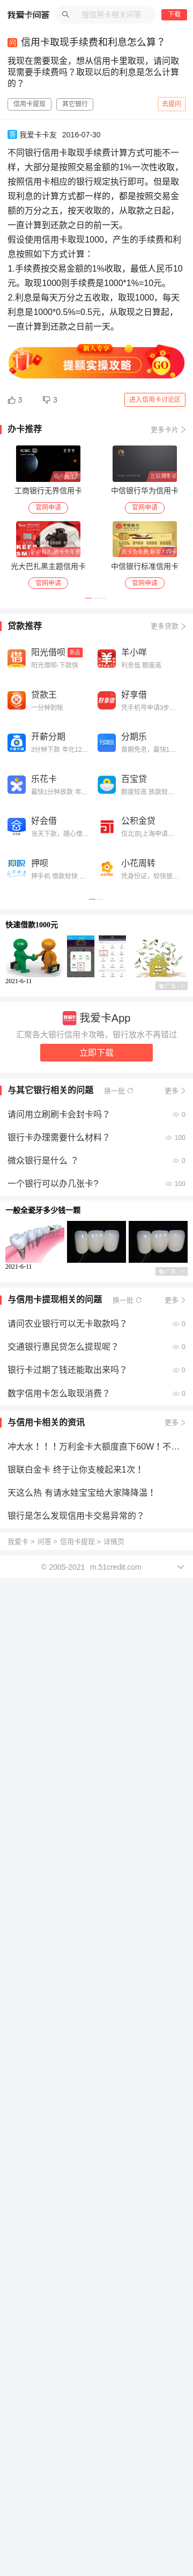 我爱卡问答
搜信用卡相关问答
下载
问 信用卡取现手续费和利息怎么算？
我现在需要现金，想从信用卡里取现，请问取
现需要手续费吗？取现以后的利息是怎么计算
的？
信用卡提现 其它银行
去提问
答 我爱卡卡友 2016-07-30
不同银行信用卡取现手续费计算方式可能不一
样，大部分是按照交易金额的1%一次性收取，
按照信用卡相应的银行规定执行即可。但是取
现利息计算方式都一样的，都是按照交易金
额的万分之五，按天收取的，从取款之日起，
一直计算到还款之日的前一天。
假设使用信用卡取现1000，产生的手续费和利
息按照如下方式计算：
1.手续费按交易金额的1%收取，最低人民币10
元。取现1000则手续费是1000*1%=10元。
2.利息是每天万分之五收取，取现1000，每天
利息是1000*0.5%=0.5元，从取现之日算起，
一直计算到还款之日前一天。
新人专享
提额实操攻略
GO
3
3
进入信用卡讨论区
办卡推荐
更多卡片
工商银行无界信用卡
官网申请
中信银行华为信用卡
官网申请
光大巴扎黑主题信用卡
官网申请
中信银行标准信用卡
官网申请
贷款推荐
更多贷款
阳光借呗 新品
阳光借呗-下款快
羊小咩
利息低 额度高
贷款王
一分钟到账
好享借
凭手机号申请3步...
开薪分期
3分钟下款 年化12...
分期乐
首期免息，最快1...
乐子卡
最快1分钟放款 年...
百宝贷
额度较高 放款较...
好会借
当天下款，随心借...
公积金贷
仅北京|上海申请...
押呗
押手机 借款较快 ...
小花周转
凭身份证，较快放...
快速借款1000元
2021-6-11
广告
我爱卡App
汇聚各大银行信用卡攻略，银行放水不再错过
立即下载
与其它银行相关的问题
换一批
更多
请问用立刷刷卡会封卡吗？
0
银行卡办理需要什么材料？
100
微众银行是什么 ？
0
一个银行可以办几张卡?
100
一般全瓷牙多少钱一颗
2021-6-11
广告
与信用卡提现相关的问题
换一批
更多
请问农业银行可以无卡取款吗？
0
交通银行惠民贷怎么提现呢？
0
银行卡过期了钱还能取出来吗？
0
数字信用卡怎么取现消费？
0
与信用卡相关的资讯
更多
冲大水！！！万利金卡大额度直下60W！不...
银联白金卡 终于让你支棱起来1次！
天这么热 有请水娃宝宝给大家降降温！
银行是怎么发现信用卡交易异常的？
我爱卡 > 问答 > 信用卡提现 > 详情页
© 2005-2021 m.51credit.com